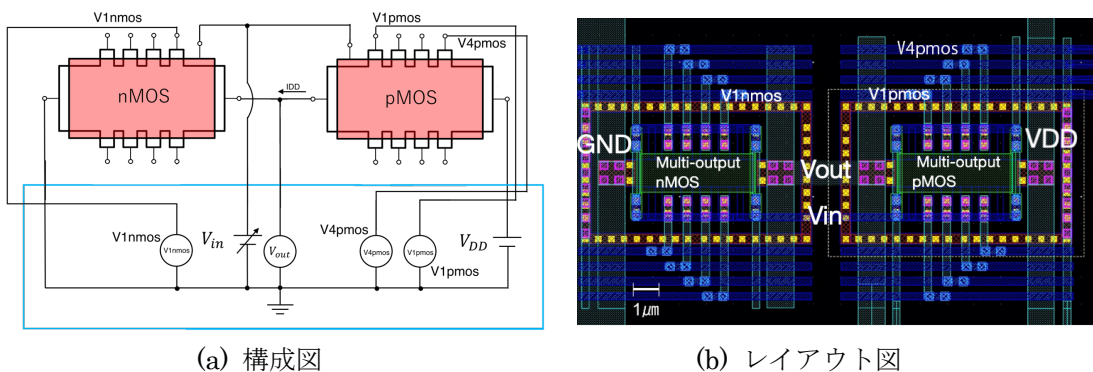 V1nmos
V1pmos
V4pmos
nMOS
IDD
pMOS
V1nmos
V1nmos
Vin
Vout
V4pmos
V4pmos
V1pmos
VDD
V1pmos
(a) 構成図
V4pmos
V1nmos
V1pmos
GND
VDD
Multi-output
nMOS
Vout
Multi-output
pMOS
Vin
1㎛
(b) レイアウト図